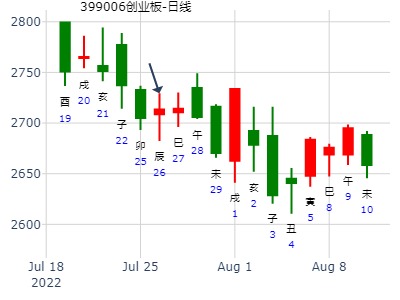 399006创业板-日线
2800
2750
2700
2650
2600
酉
19
戌
20
亥
21
子
22
卯
25
辰
26
巳
27
午
28
未
29
戌
1
亥
2
子
3
丑
4
寅
5
巳
8
午
9
未
10
Jul 18
2022
Jul 25
Aug 1
Aug 8